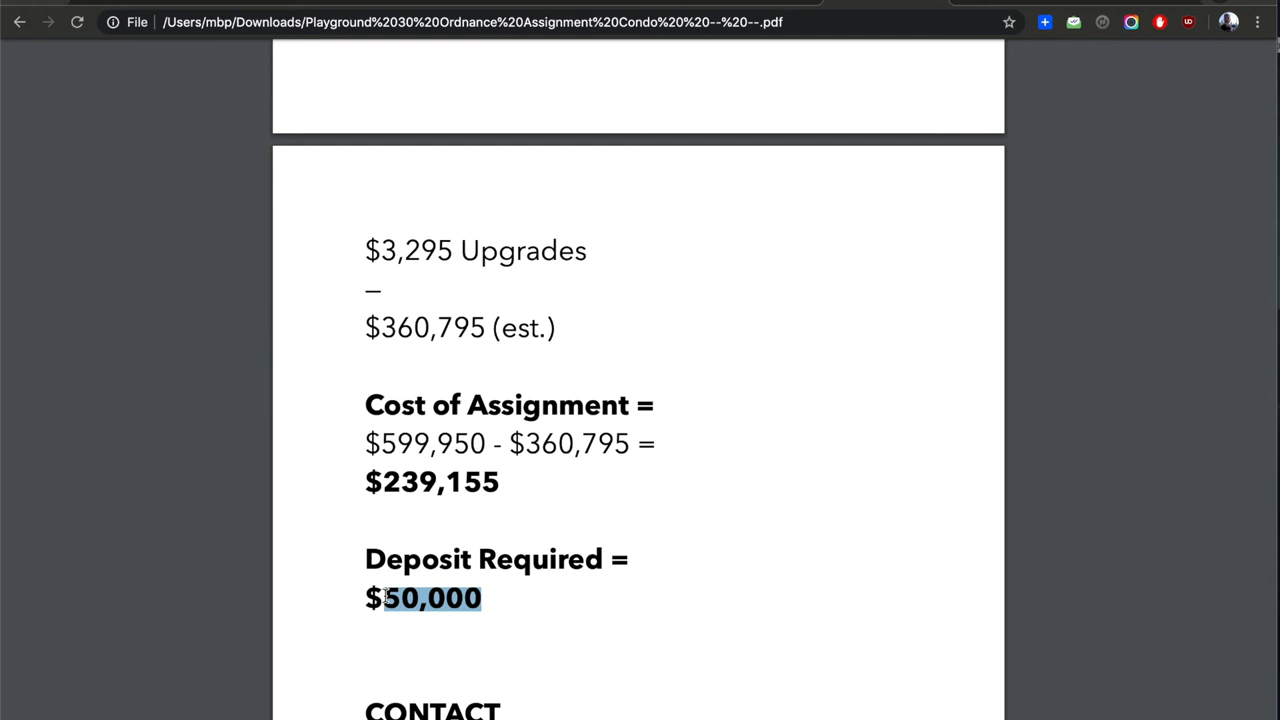 File
/Users/mbp/Downloads/Playground%2030%20Ordnance%20Assignment%20Condo%20%20--%20--.pdf
$3,295 Upgrades
–
$360,795 (est.)
Cost of Assignment =
$599,950 - $360,795 =
$239,155
Deposit Required =
$50,000
CONTACT